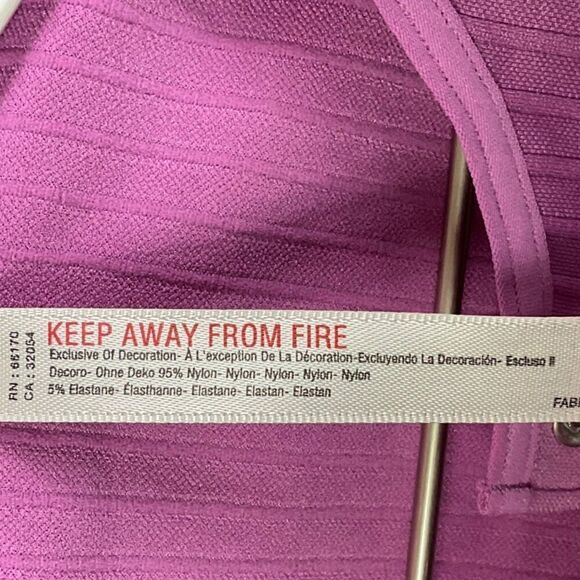 RN : 66170
CA : 32054
KEEP AWAY FROM FIRE
Exclusive Of Decoration- À L'exception De La Décoration-Excluyendo La Decoración- Escluso Il
Decoro- Ohne Deko 95% Nylon- Nylon- Nylon- Nylon- Nylon
5% Elastane- Élasthanne- Elastane- Elastan- Elastan